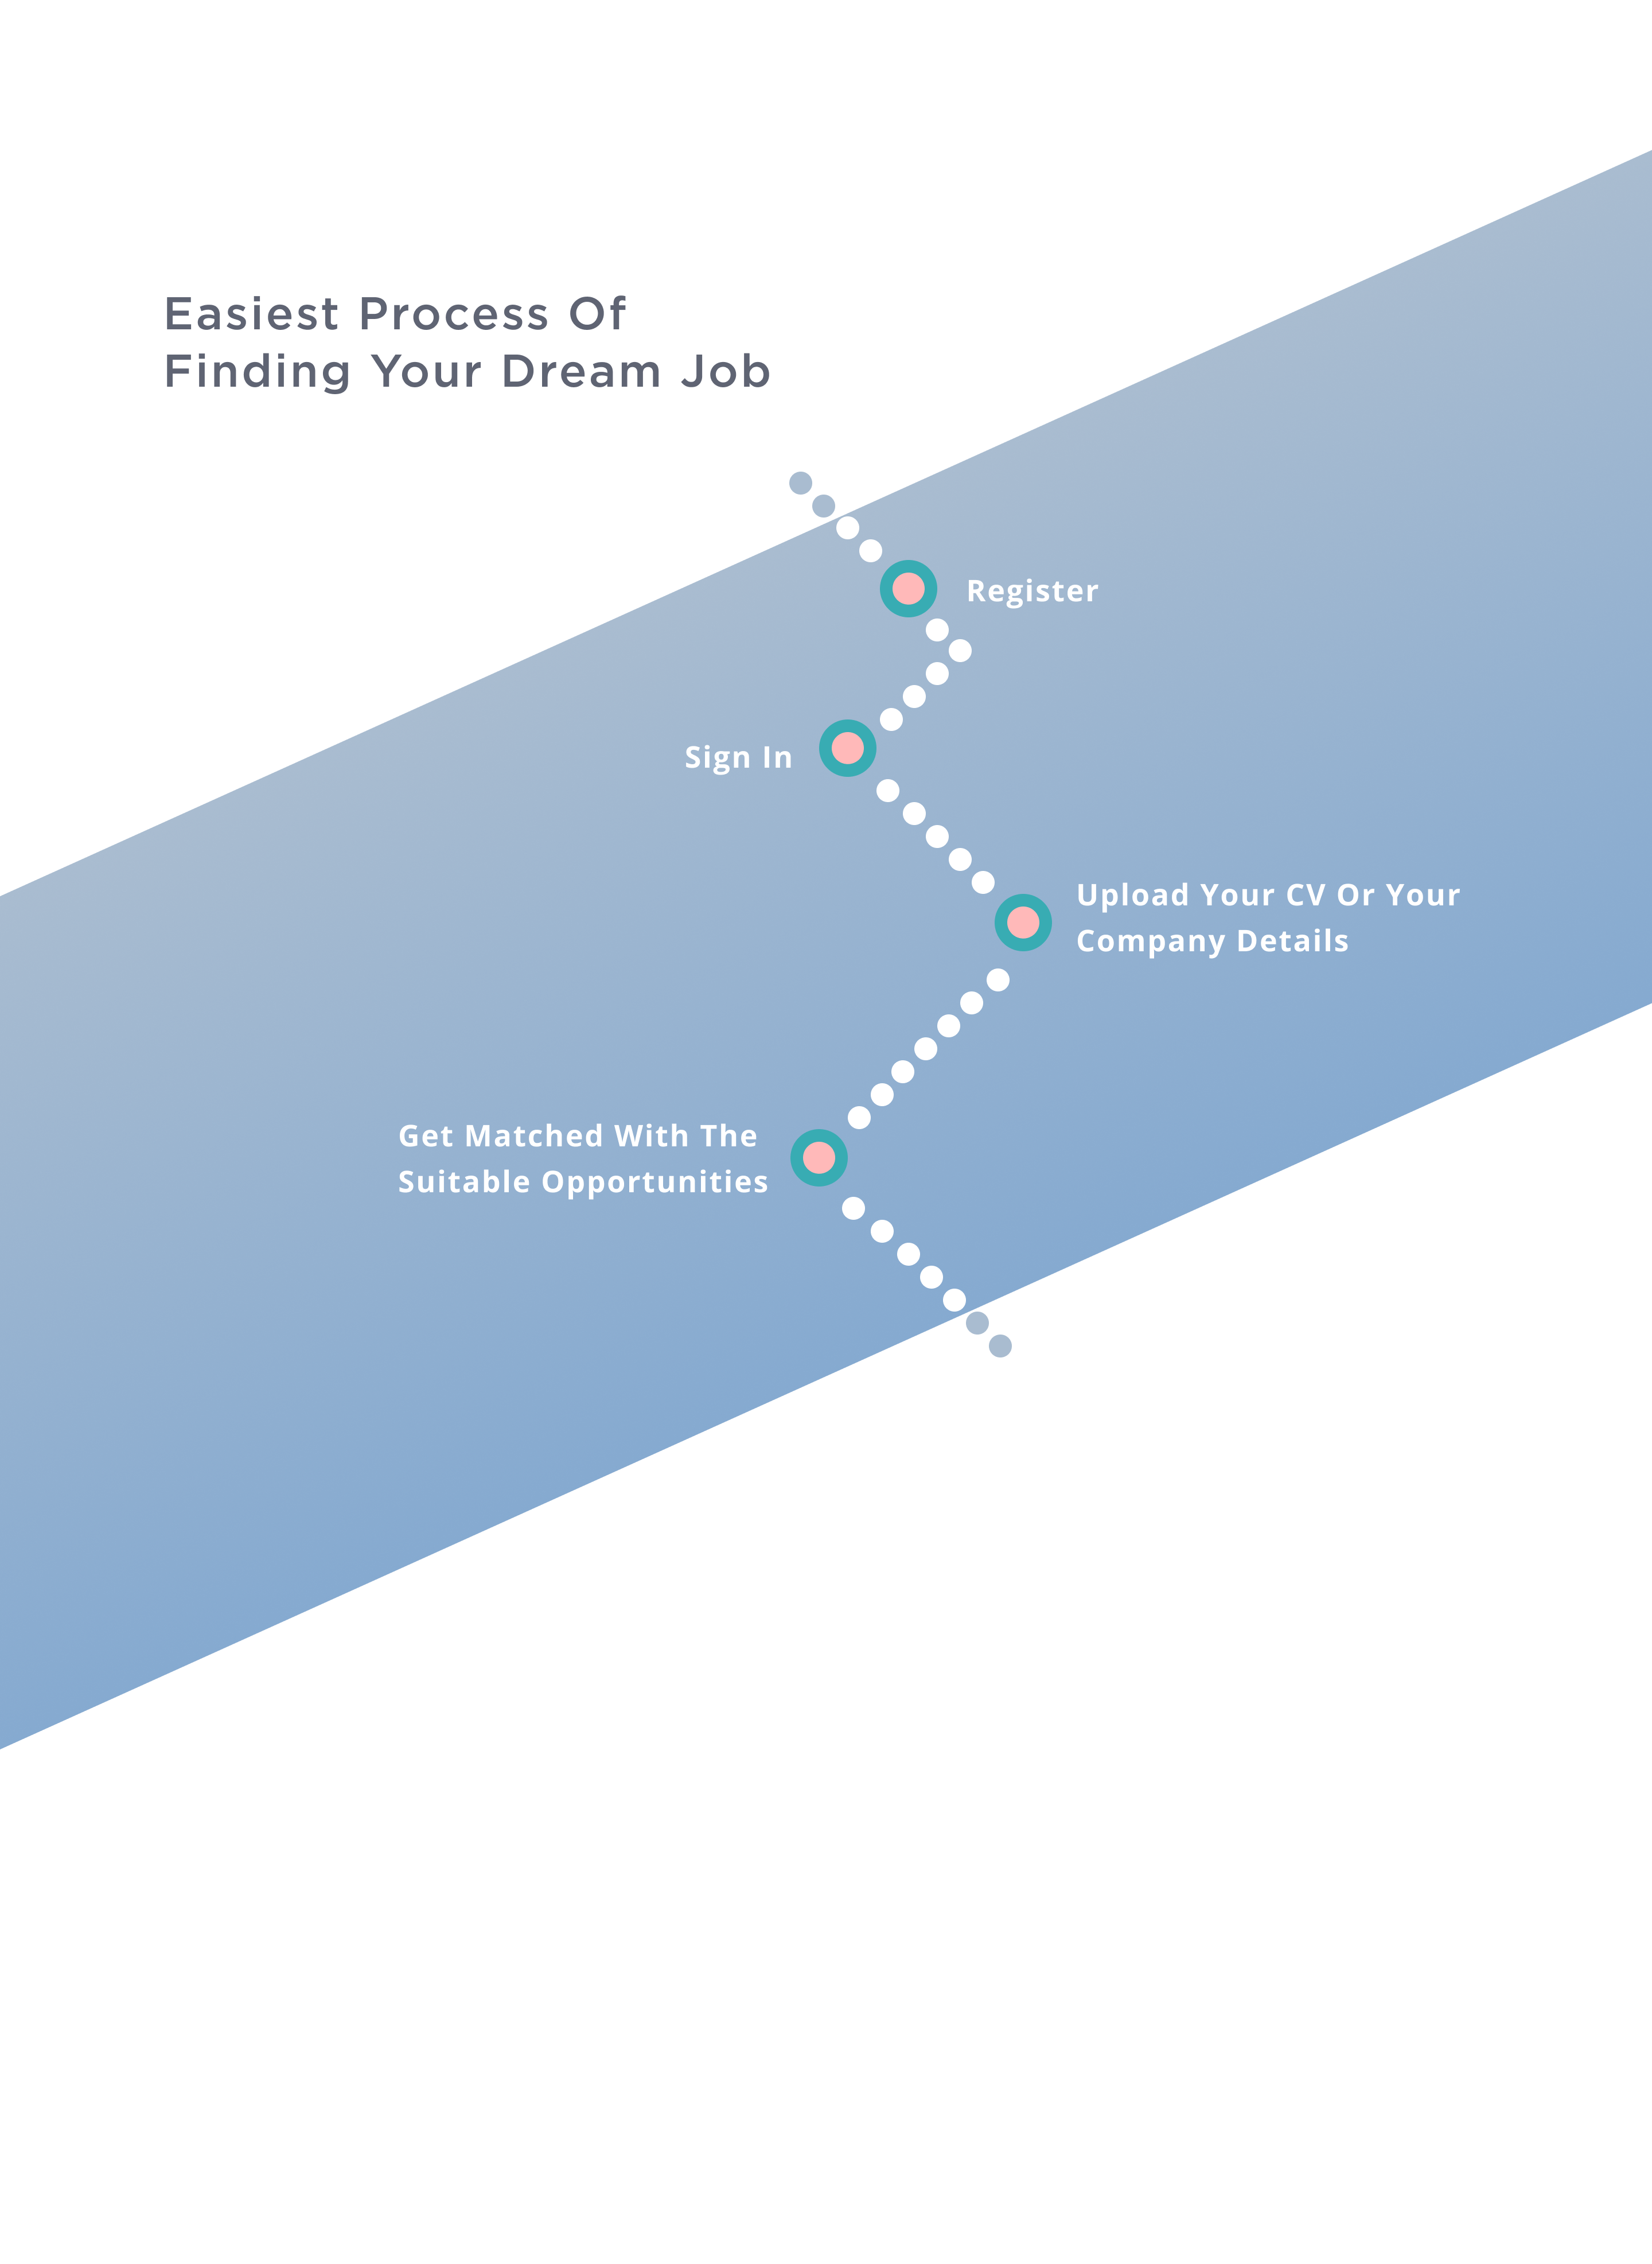 Easiest Process Of
Finding Your Dream Job
Register
Sign In
Upload Your CV Or Your
Company Details
Get Matched With The
Suitable Opportunities